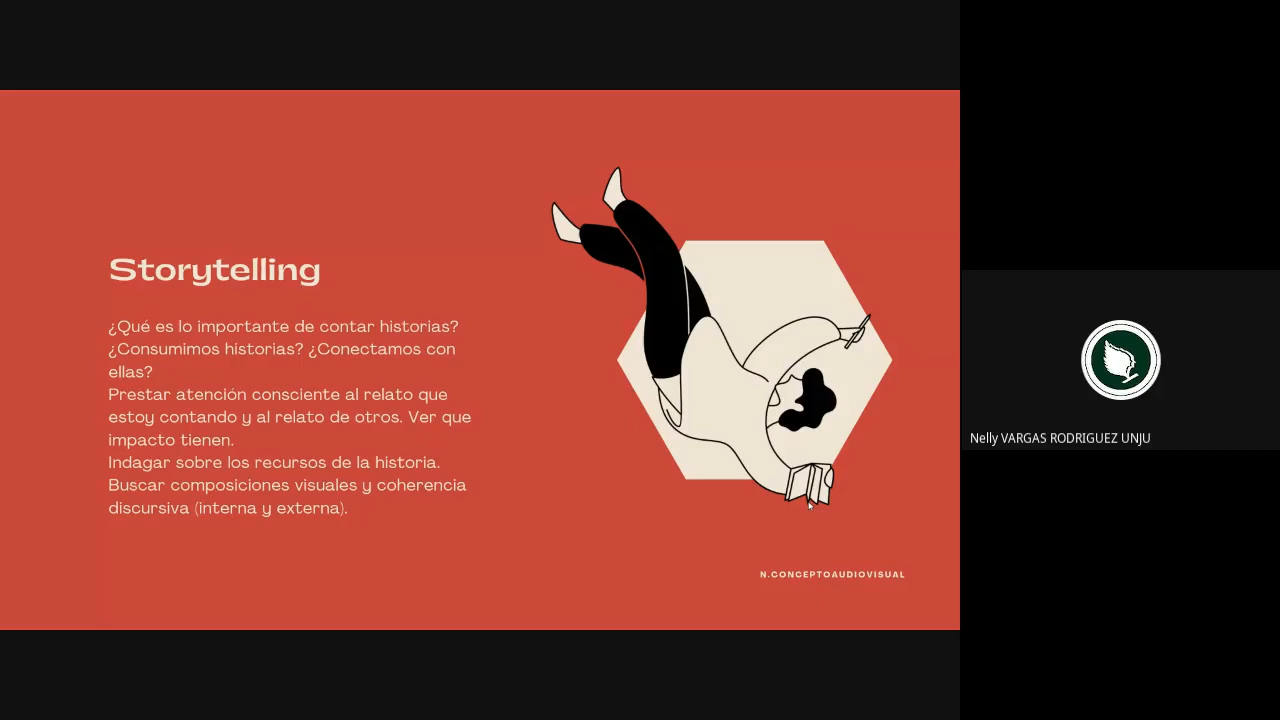 Storytelling
¿Qué es lo importante de contar historias?
¿Consumimos historias? ¿Conectamos con
ellas?
Prestar atención consciente al relato que
estoy contando y al relato de otros. Ver que
impacto tienen.
Indagar sobre los recursos de la historia.
Buscar composiciones visuales y coherencia
discursiva (interna y externa).
N.CONCEPTOAUDIOVISUAL
Nelly VARGAS RODRIGUEZ UNJU